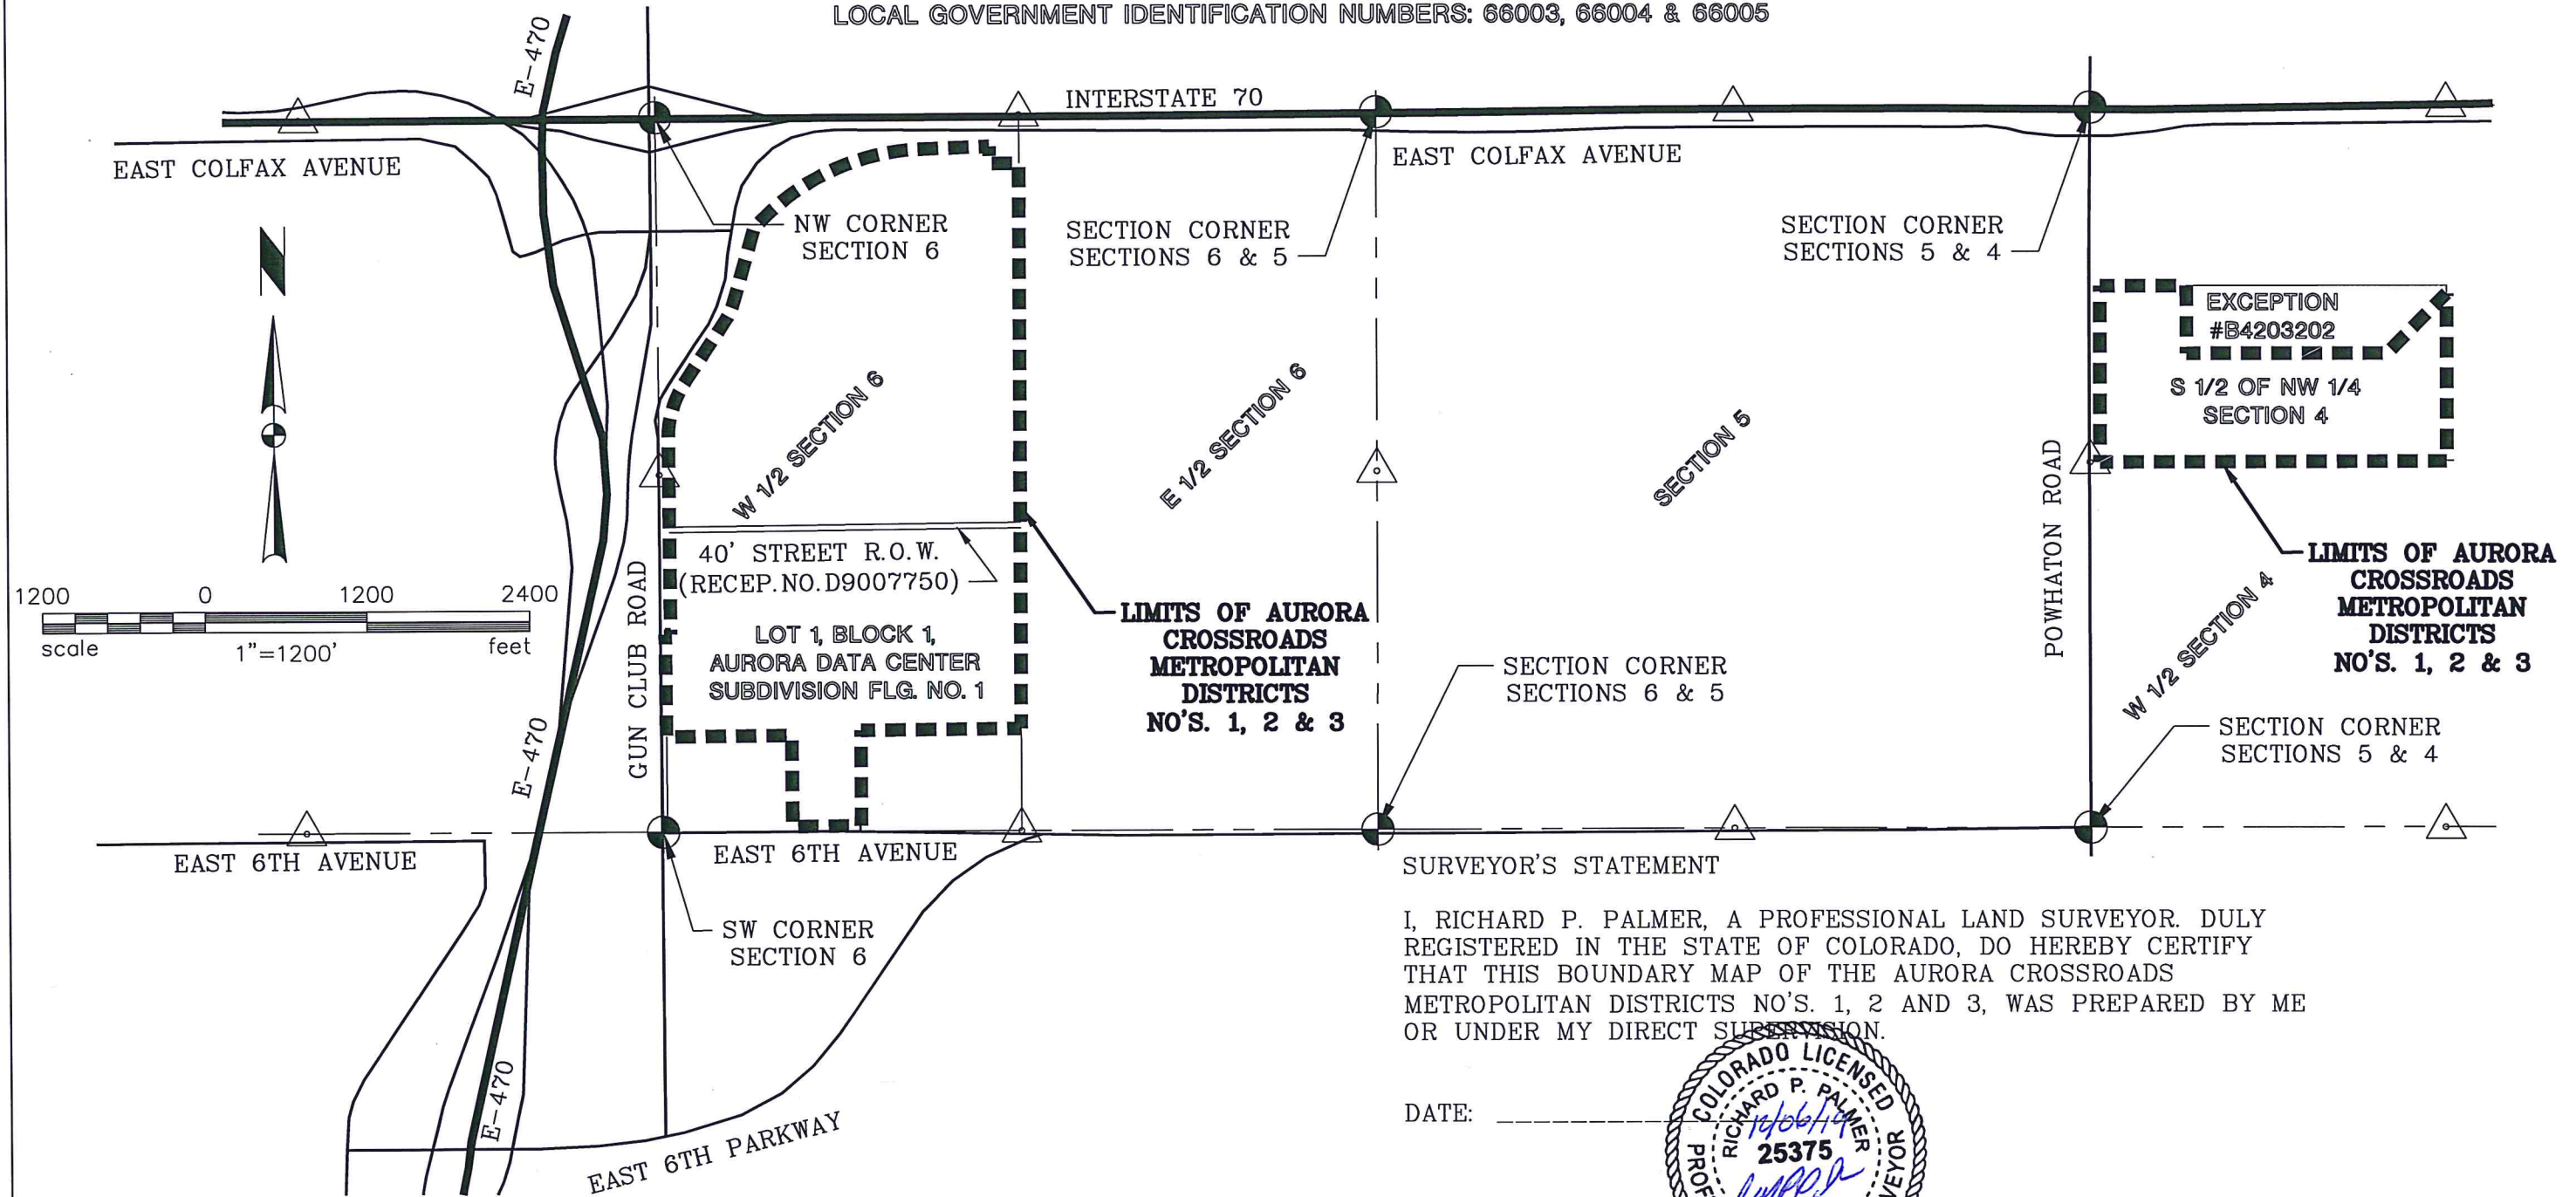 LOCAL GOVERNMENT IDENTIFICATION NUMBERS: 66003, 66004 & 66005
E-470
INTERSTATE 70
EAST COLFAX AVENUE
EAST COLFAX AVENUE
N
NW CORNER
SECTION 6
SECTION CORNER
SECTIONS 6 & 5
SECTION CORNER
SECTIONS 5 & 4
EXCEPTION
#B4203202
S 1/2 OF NW 1/4
SECTION 4
W 1/2 SECTION 6
E 1/2 SECTION 6
SECTION 5
POWHATON ROAD
40' STREET R.O.W.
(RECEP.NO.D9007750)
LIMITS OF AURORA
CROSSROADS
METROPOLITAN
DISTRICTS
NO'S. 1, 2 & 3
W 1/2 SECTION 4
1200 0 1200 2400
scale 1"=1200' feet
GUN CLUB ROAD
LOT 1, BLOCK 1,
AURORA DATA CENTER
SUBDIVISION FLG. NO. 1
LIMITS OF AURORA
CROSSROADS
METROPOLITAN
DISTRICTS
NO'S. 1, 2 & 3
SECTION CORNER
SECTIONS 6 & 5
SECTION CORNER
SECTIONS 5 & 4
E-470
EAST 6TH AVENUE
EAST 6TH AVENUE
SW CORNER
SECTION 6
E-470
EAST 6TH PARKWAY
SURVEYOR'S STATEMENT
I, RICHARD P. PALMER, A PROFESSIONAL LAND SURVEYOR. DULY
REGISTERED IN THE STATE OF COLORADO, DO HEREBY CERTIFY
THAT THIS BOUNDARY MAP OF THE AURORA CROSSROADS
METROPOLITAN DISTRICTS NO'S. 1, 2 AND 3, WAS PREPARED BY ME
OR UNDER MY DIRECT SUPERVISION.
DATE:
COLORADO LICENSED
RICHARD P. PALMER
12/06/19
25375